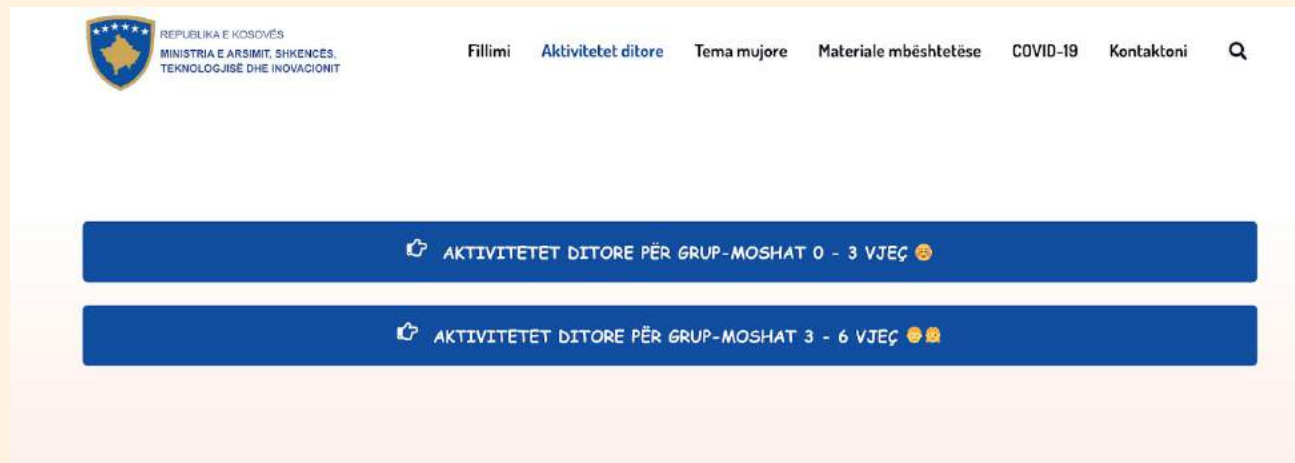 REPUBLIKA E KOSOVËS
MINISTRIA E ARSIMIT, SHKENCËS,
TEKNOLOGJISË DHE INOVACIONIT
Fillimi Aktivitetet ditore Tema mujore Materiale mbështetëse COVID-19 Kontaktoni
AKTIVITETET DITORE PËR GRUP-MOSHAT 0 - 3 VJEÇ
AKTIVITETET DITORE PËR GRUP-MOSHAT 3 - 6 VJEÇ